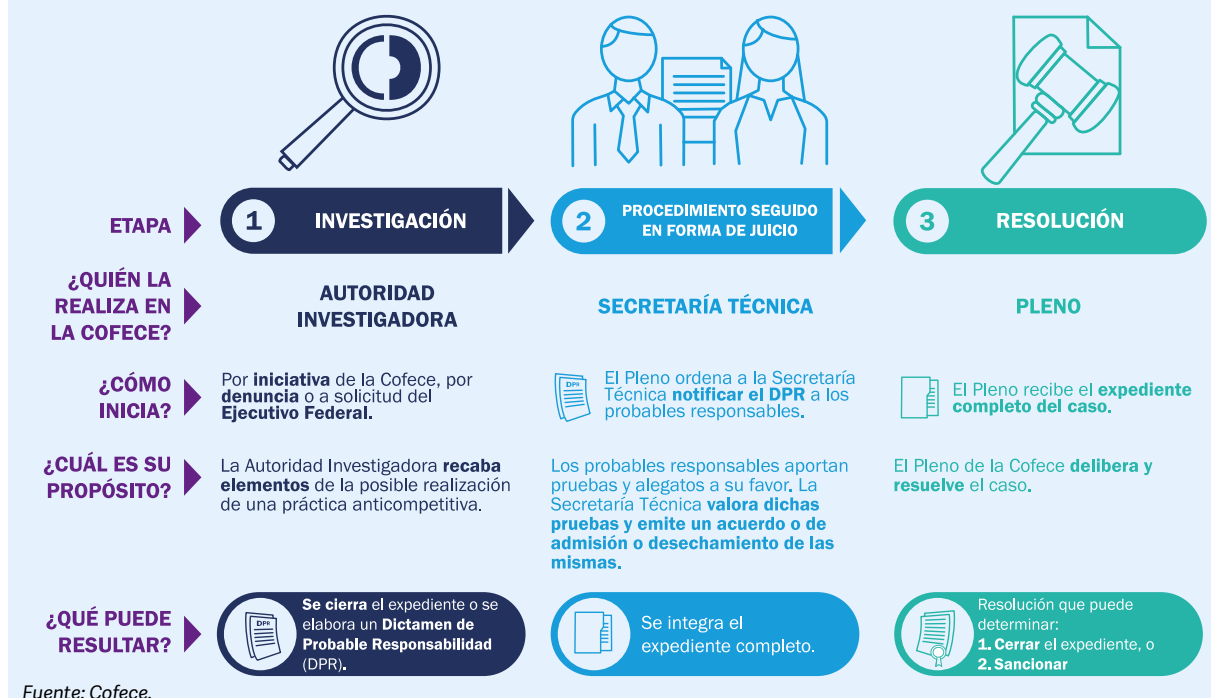 ETAPA
1 INVESTIGACIÓN
2 PROCEDIMIENTO SEGUIDO
EN FORMA DE JUICIO
3 RESOLUCIÓN
¿QUIÉN LA
REALIZA EN
LA COFECE?
AUTORIDAD
INVESTIGADORA
SECRETARÍA TÉCNICA
PLENO
¿CÓMO
INICIA?
Por iniciativa de la Cofece, por
denuncia o a solicitud del
Ejecutivo Federal.
DPR
El Pleno ordena a la Secretaría
Técnica notificar el DPR a los
probables responsables.
El Pleno recibe el expediente
completo del caso.
¿CUÁL ES SU
PROPÓSITO?
La Autoridad Investigadora recaba
elementos de la posible realización
de una práctica anticompetitiva.
Los probables responsables aportan
pruebas y alegatos a su favor. La
Secretaría Técnica valora dichas
pruebas y emite un acuerdo o de
admisión o desechamiento de las
mismas.
El Pleno de la Cofece delibera y
resuelve el caso.
¿QUÉ PUEDE
RESULTAR?
DPR
Se cierra el expediente o se
elabora un Dictamen de
Probable Responsabilidad
(DPR).
Se integra el
expediente completo.
Resolución que puede
determinar:
1. Cerrar el expediente, o
2. Sancionar
Fuente: Cofece.